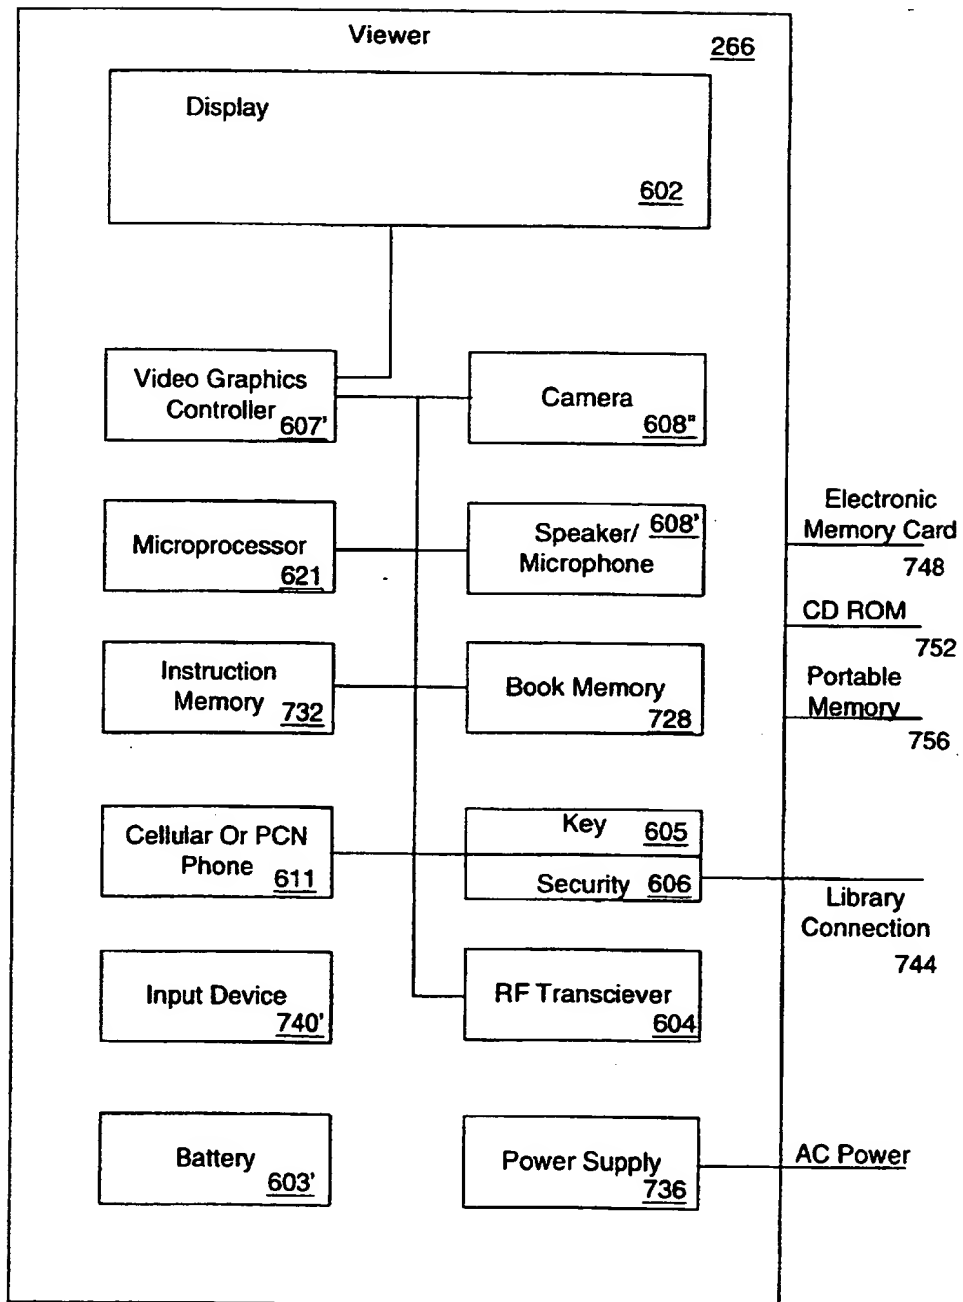 Viewer
266
Display
602
Video Graphics
Controller
607'
Camera
608"
Microprocessor
621
Speaker/
Microphone
608'
Electronic
Memory Card
748
CD ROM
752
Instruction
Memory
732
Book Memory
728
Portable
Memory
756
Cellular Or PCN
Phone
611
Key
605
Security
606
Library
Connection
744
Input Device
740'
RF Transciever
604
Battery
603'
Power Supply
736
AC Power